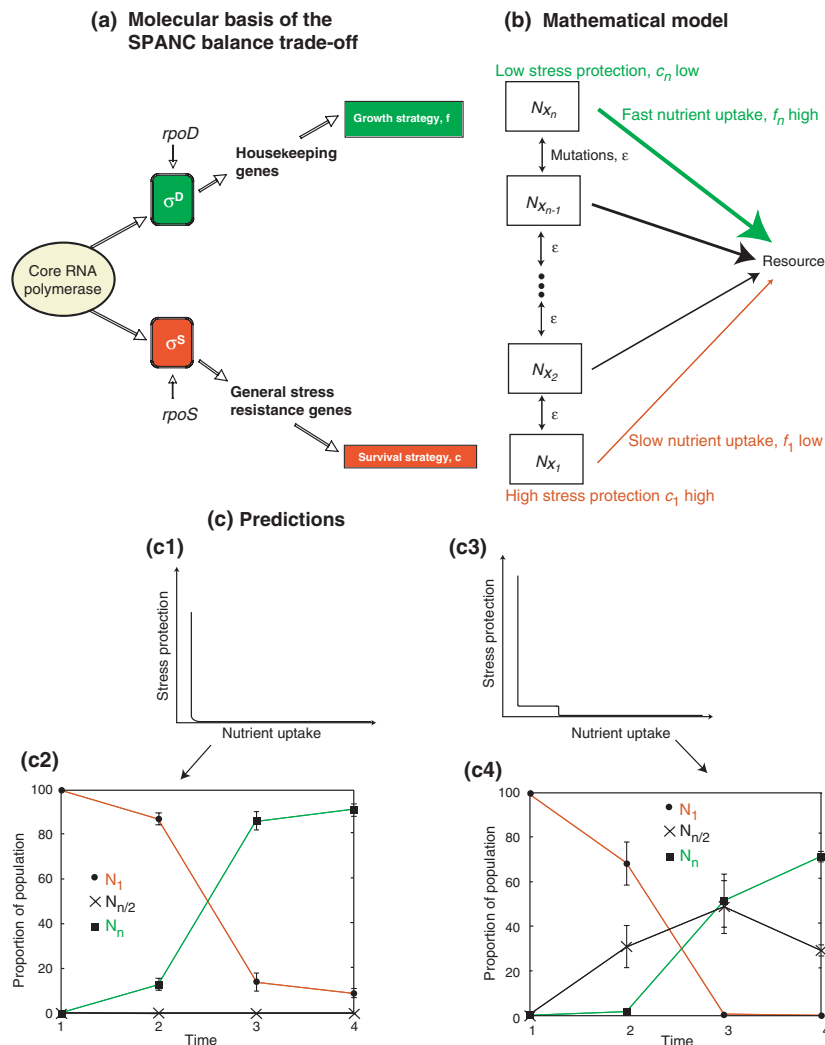 (a) Molecular basis of the
SPANC balance trade-off
rpoD
σD
Housekeeping
genes
Growth strategy, f
Core RNA
polymerase
σS
rpoS
General stress
resistance genes
Survival strategy, c
(b) Mathematical model
Low stress protection, cn low
Nxn
Fast nutrient uptake, fn high
Mutations, ε
Nxn-1
ε
Resource
ε
Nx2
ε
Slow nutrient uptake, f1 low
Nx1
High stress protection c1 high
(c) Predictions
(c1)
Stress protection
Nutrient uptake
(c3)
Stress protection
Nutrient uptake
(c2)
Proportion of population
100
80
60
40
20
0
N1
Nn/2
Nn
1 2 3 4
Time
(c4)
Proportion of population
100
80
60
40
20
0
N1
Nn/2
Nn
1 2 3 4
Time